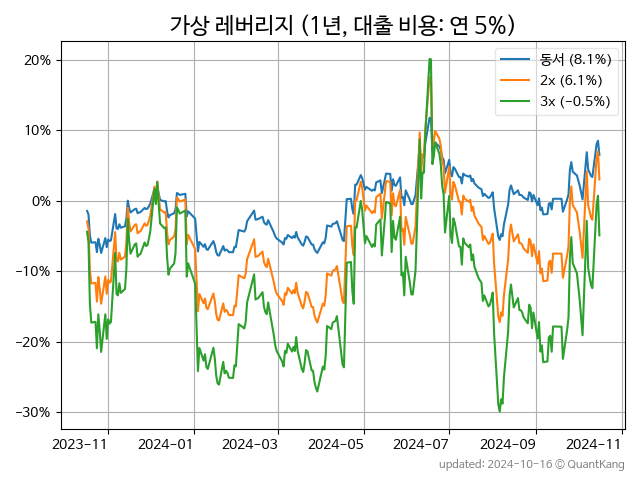 가상 레버리지 (1년, 대출 비용: 연 5%)
동서 (8.1%)
2x (6.1%)
3x (−0.5%)
20%
10%
0%
−10%
−20%
−30%
2023-11
2024-01
2024-03
2024-05
2024-07
2024-09
2024-11
updated: 2024-10-16 © QuantKang